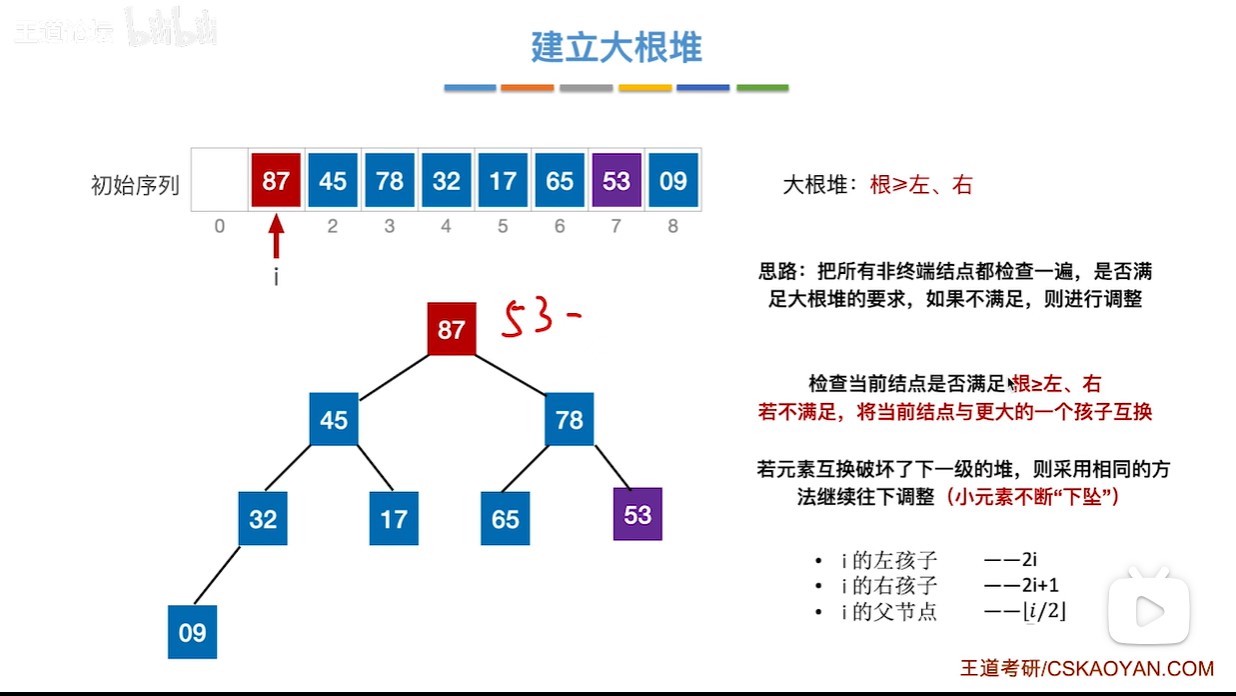 王道论坛 bilibili
建立大根堆
初始序列
87 45 78 32 17 65 53 09
0 2 3 4 5 6 7 8
i
大根堆：根≥左、右
思路：把所有非终端结点都检查一遍，是否满
足大根堆的要求，如果不满足，则进行调整
87 53-
45 78
32 17 65 53
09
检查当前结点是否满足 根≥左、右
若不满足，将当前结点与更大的一个孩子互换
若元素互换破坏了下一级的堆，则采用相同的方
法继续往下调整（小元素不断“下坠”）
• i 的左孩子 ——2i
• i 的右孩子 ——2i+1
• i 的父节点 ——⌊i/2⌋
王道考研/CSKAOYAN.COM